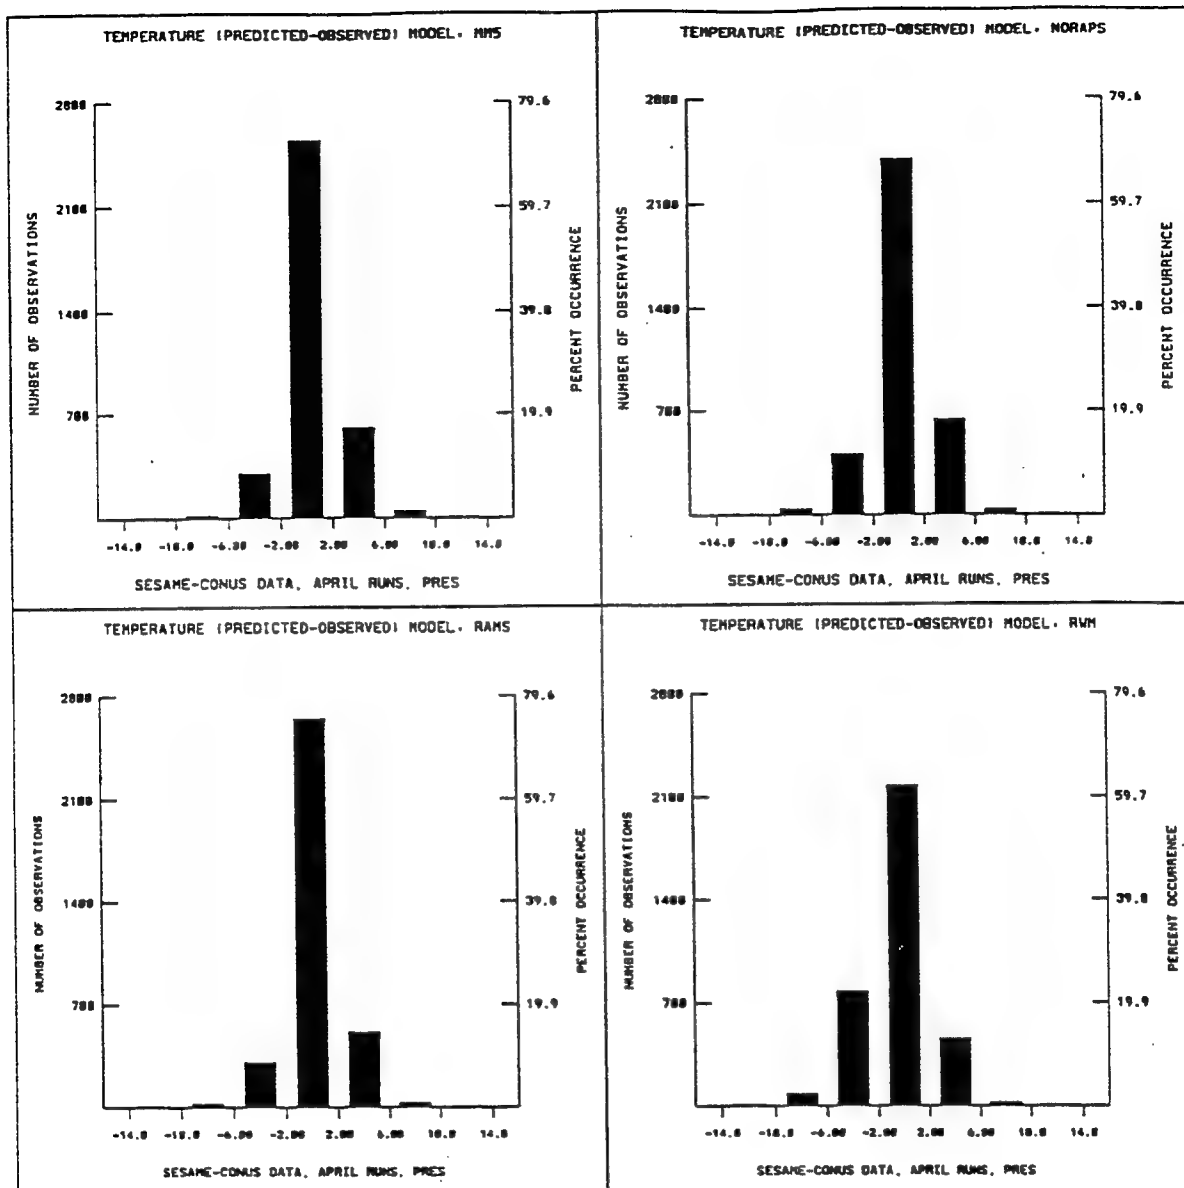 TEMPERATURE (PREDICTED-OBSERVED) MODEL. MM5
2800
2100
1400
700
NUMBER OF OBSERVATIONS
79.6
59.7
39.8
19.9
PERCENT OCCURRENCE
-14.0 -10.0 -6.00 -2.00 2.00 6.00 10.0 14.0
SESAME-CONUS DATA, APRIL RUNS, PRES
TEMPERATURE (PREDICTED-OBSERVED) MODEL. NORAPS
2800
2100
1400
700
NUMBER OF OBSERVATIONS
79.6
59.7
39.8
19.9
PERCENT OCCURRENCE
-14.0 -10.0 -6.00 -2.00 2.00 6.00 10.0 14.0
SESAME-CONUS DATA, APRIL RUNS, PRES
TEMPERATURE (PREDICTED-OBSERVED) MODEL. RAMS
2800
2100
1400
700
NUMBER OF OBSERVATIONS
79.6
59.7
39.8
19.9
PERCENT OCCURRENCE
-14.0 -10.0 -6.00 -2.00 2.00 6.00 10.0 14.0
SESAME-CONUS DATA, APRIL RUNS, PRES
TEMPERATURE (PREDICTED-OBSERVED) MODEL. RWM
2800
2100
1400
700
NUMBER OF OBSERVATIONS
79.6
59.7
39.8
19.9
PERCENT OCCURRENCE
-14.0 -10.0 -6.00 -2.00 2.00 6.00 10.0 14.0
SESAME-CONUS DATA, APRIL RUNS, PRES